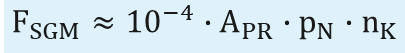 F_SGM ≈ 10⁻⁴ · A_PR · p_N · n_K